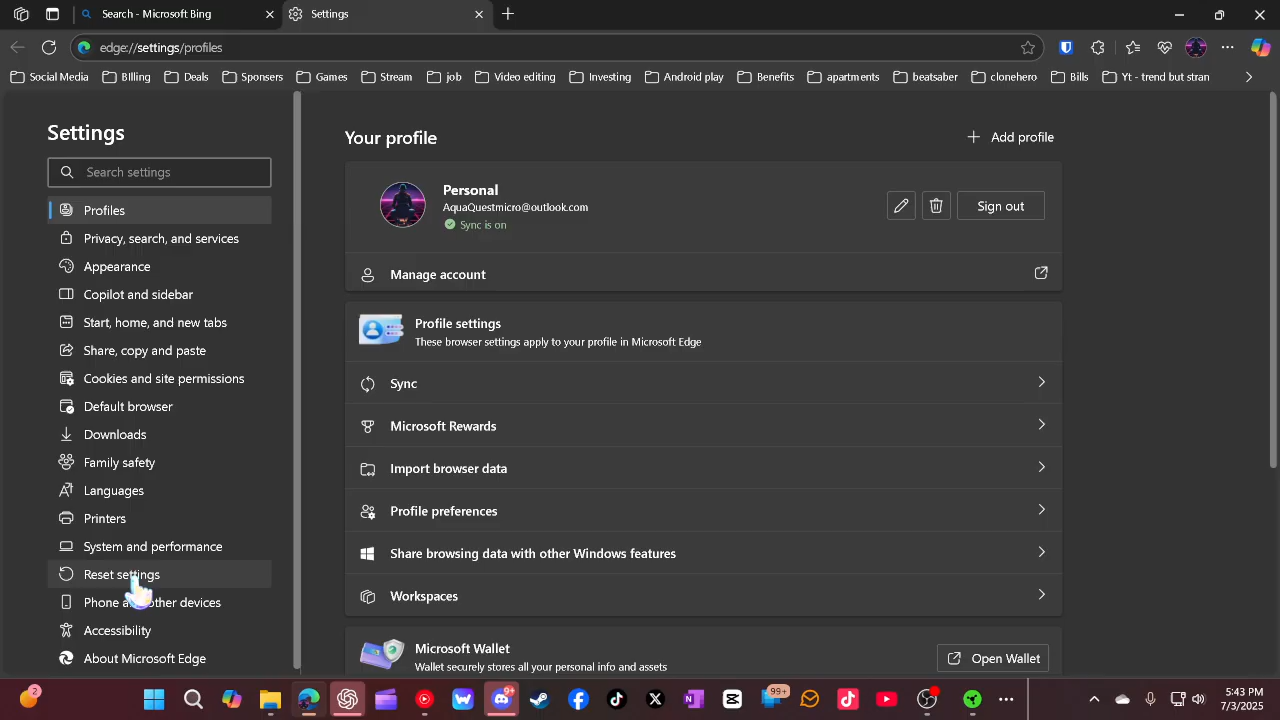 Search - Microsoft Bing
Settings
edge://settings/profiles
Social Media
Billing
Deals
Sponsers
Games
Stream
job
Video editing
Investing
Android play
Benefits
apartments
beatsaber
clonehero
Bills
Yt - trend but stran
Settings
Search settings
Profiles
Privacy, search, and services
Appearance
Copilot and sidebar
Start, home, and new tabs
Share, copy and paste
Cookies and site permissions
Default browser
Downloads
Family safety
Languages
Printers
System and performance
Reset settings
Phone and other devices
Accessibility
About Microsoft Edge
Your profile
Add profile
Personal
AquaQuestmicro@outlook.com
Sync is on
Sign out
Manage account
Profile settings
These browser settings apply to your profile in Microsoft Edge
Sync
Microsoft Rewards
Import browser data
Profile preferences
Share browsing data with other Windows features
Workspaces
Microsoft Wallet
Wallet securely stores all your personal info and assets
Open Wallet
2
9+
99+
5:43 PM
7/3/2025